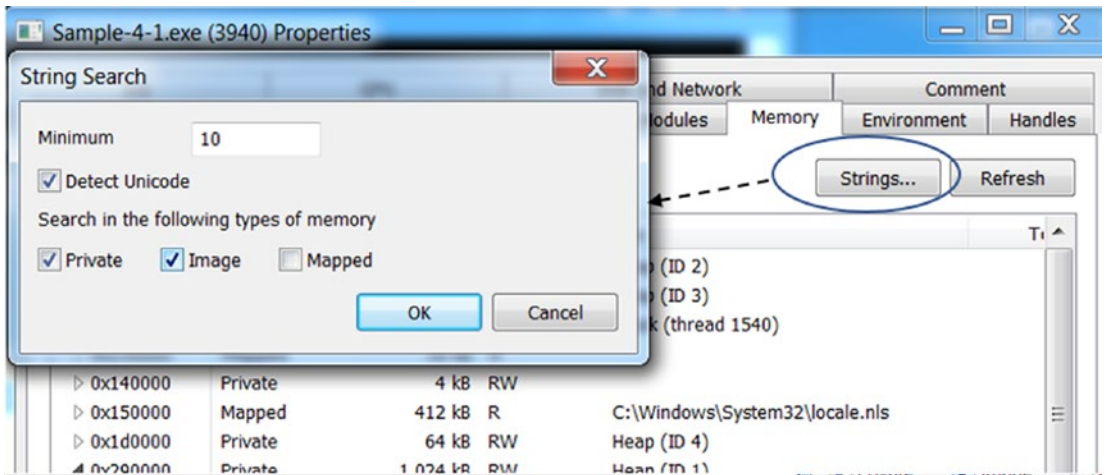 Sample-4-1.exe (3940) Properties
String Search
Minimum 10
Detect Unicode
Search in the following types of memory
Private Image Mapped
OK Cancel
nd Network Comment
odules Memory Environment Handles
Strings... Refresh
(ID 2)
(ID 3)
k (thread 1540)
0x140000 Private 4 kB RW
0x150000 Mapped 412 kB R C:\Windows\System32\locale.nls
0x1d0000 Private 64 kB RW Heap (ID 4)
0x290000 Private 1,024 kB RW Heap (ID 1)